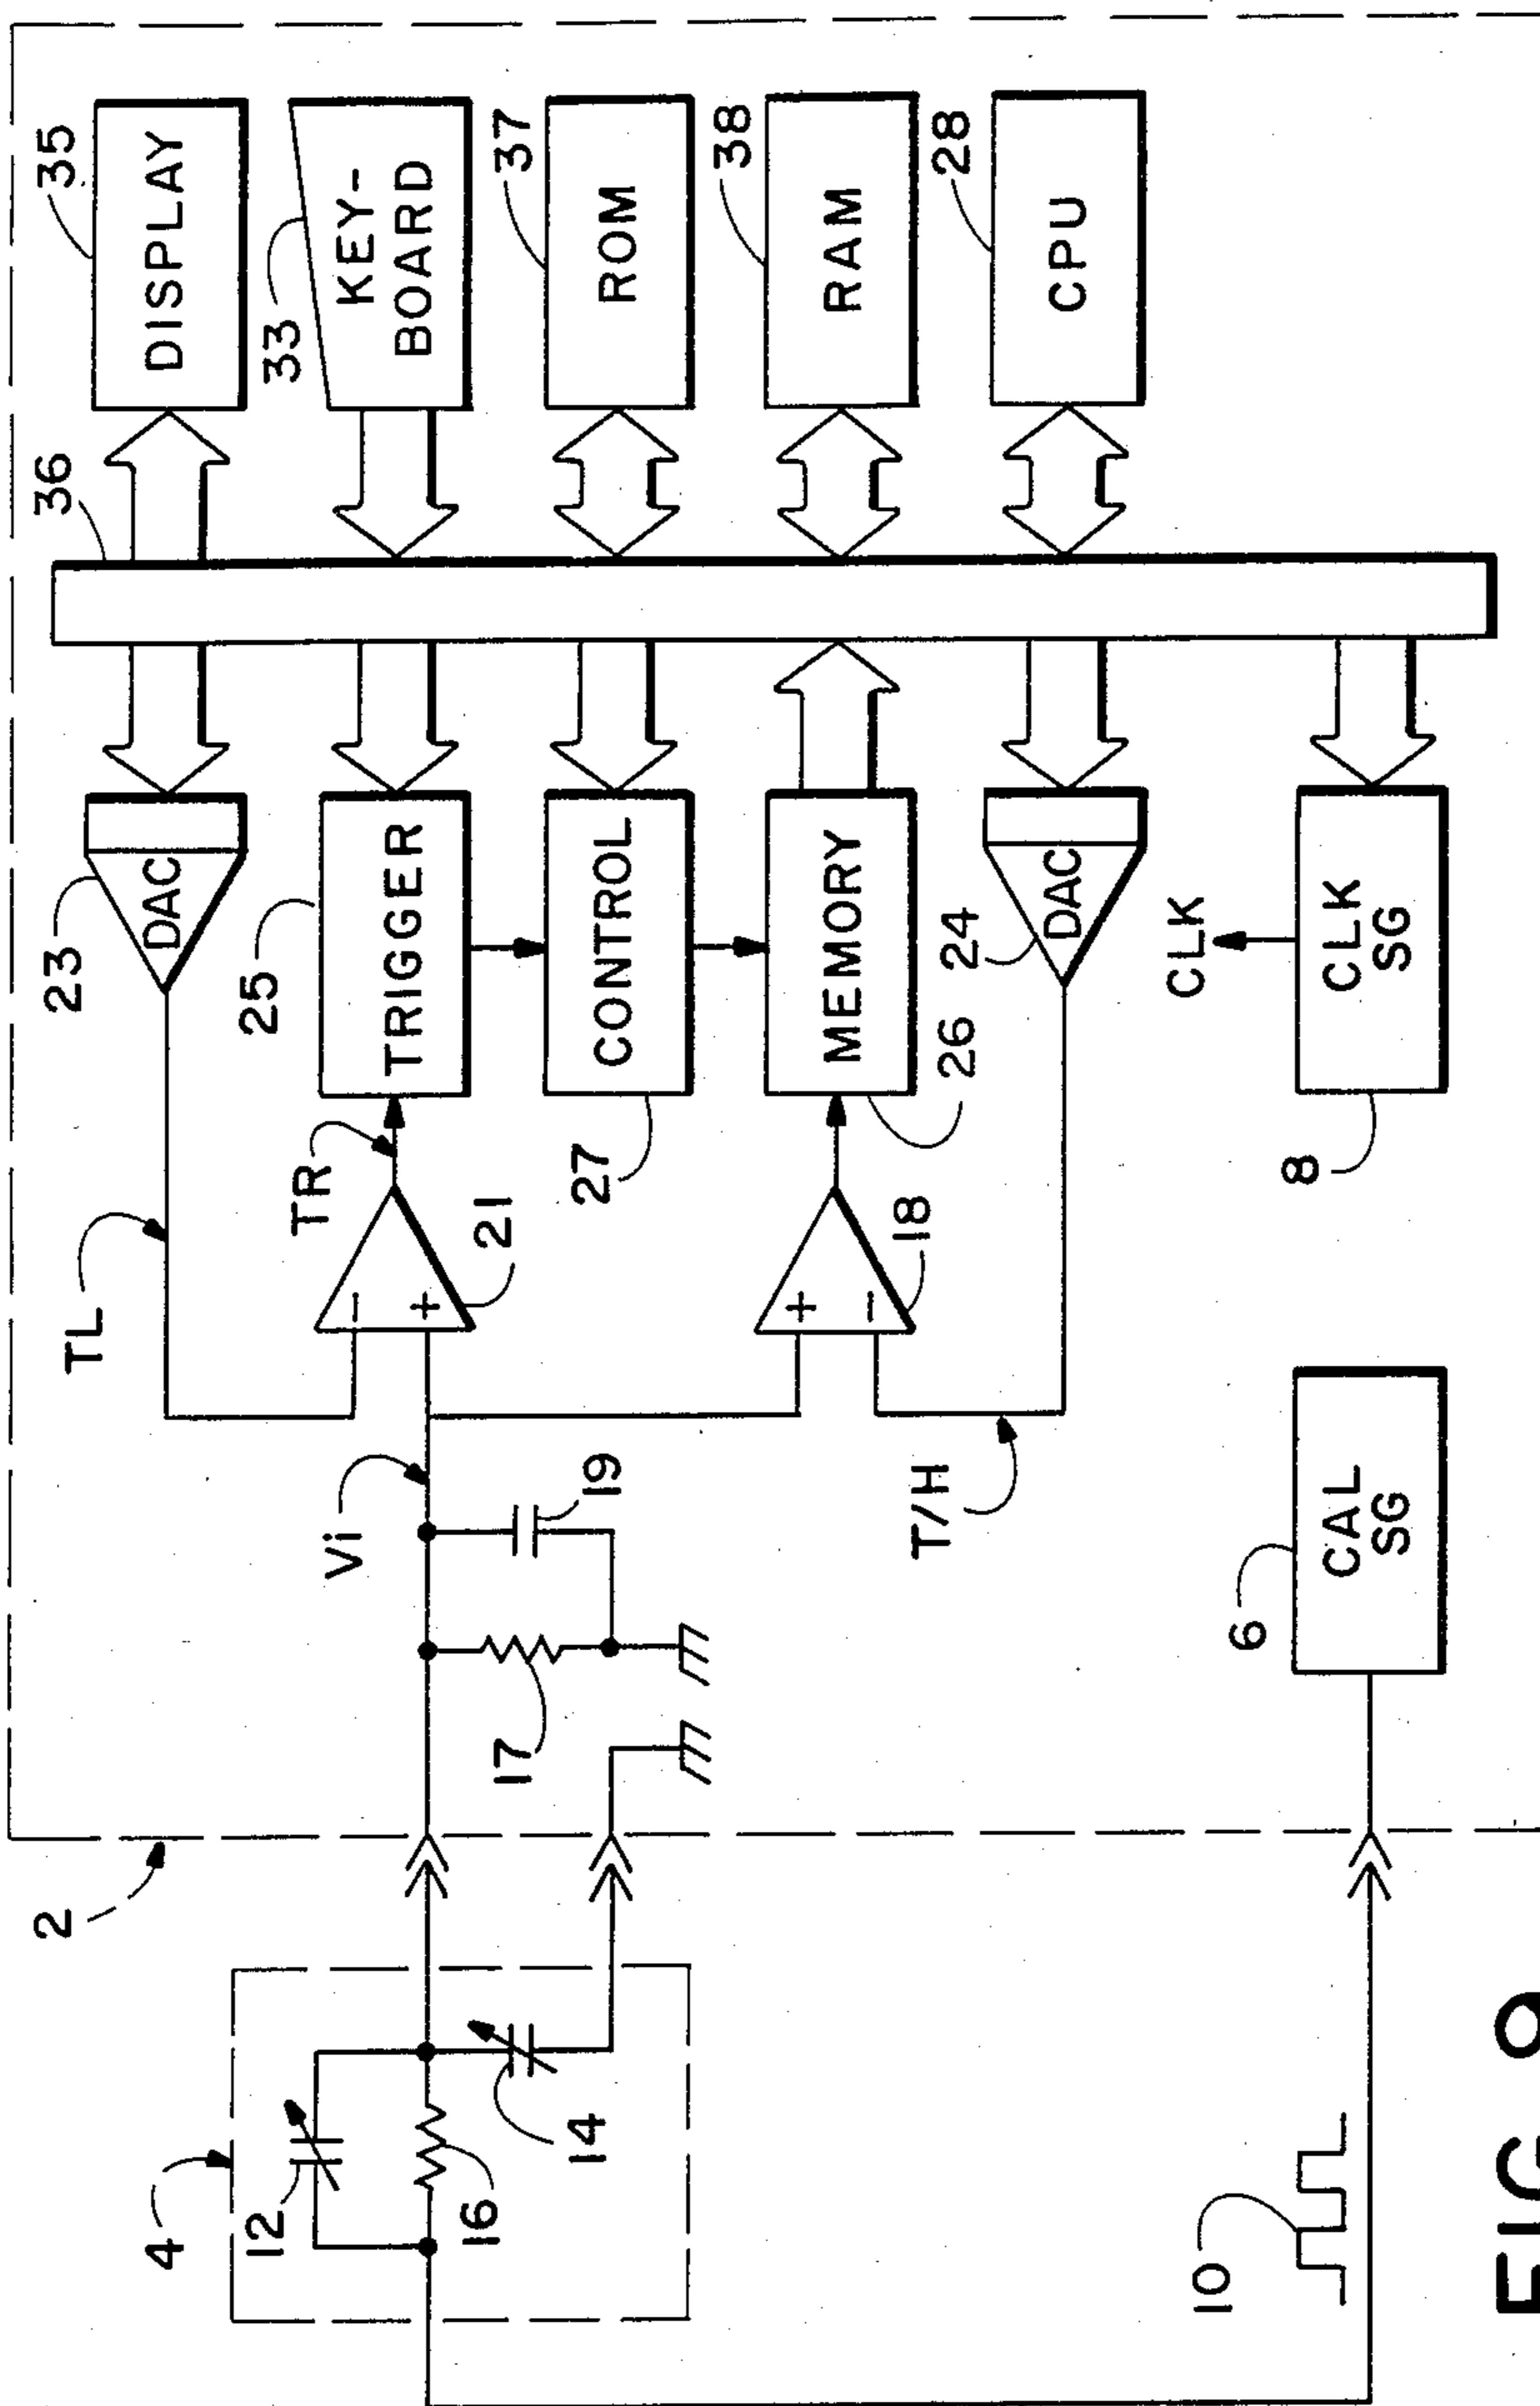 2
4
12
16
14
10
FIG
TL
23
DAC
36
35
DISPLAY
TR
25
TRIGGER
33
KEY-
BOARD
Vi
−
+
21
17
19
27
CONTROL
37
ROM
+
−
18
MEMORY
26
38
RAM
T/H
24
DAC
28
CPU
6
CAL
SG
8
CLK
CLK
SG